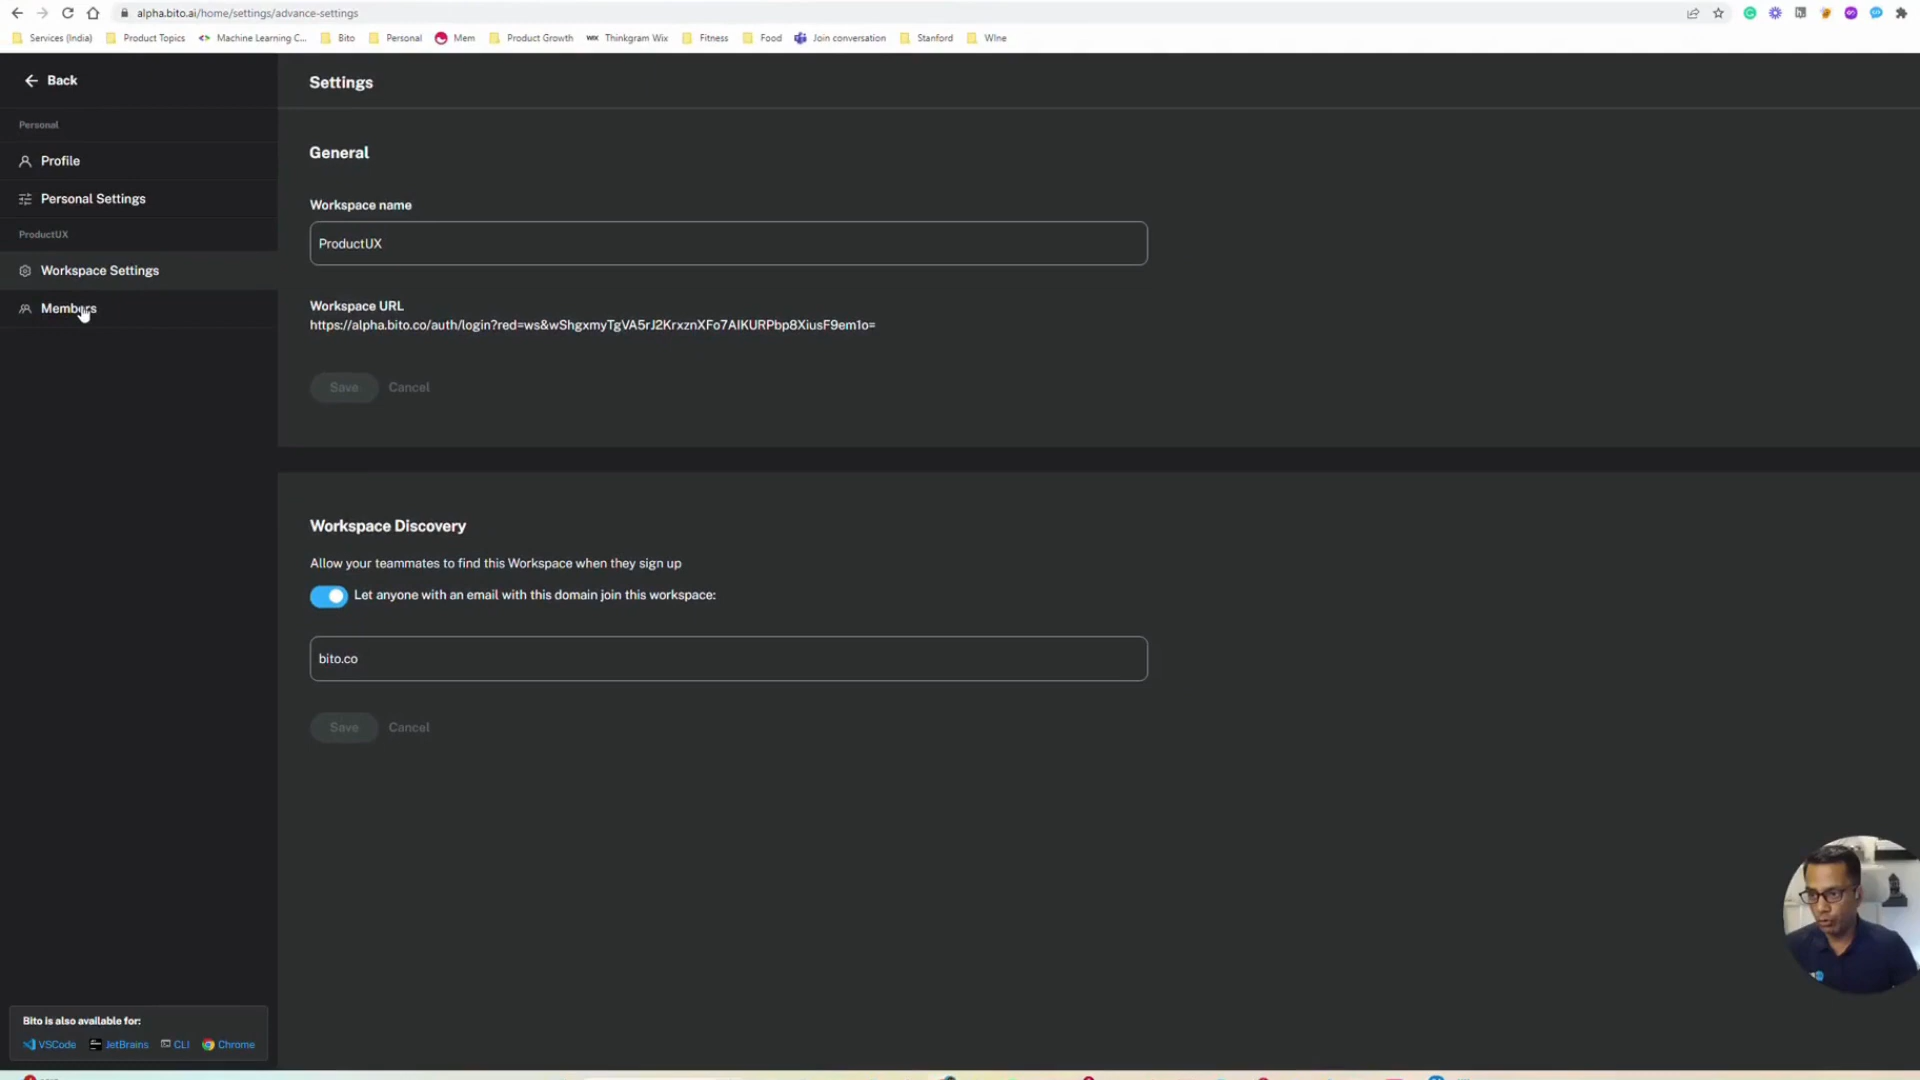 alpha.bito.ai/home/settings/advance-settings
Services (India) Product Topics Machine Learning C... Bito Personal Mem Product Growth WIX Thinkgram Wix Fitness Food Join conversation Stanford WIne
Back
Personal
Profile
Personal Settings
ProductUX
Workspace Settings
Members
Settings
General
Workspace name
ProductUX
Workspace URL
https://alpha.bito.co/auth/login?red=ws&wShgxmyTgVA5rJ2KrxznXFo7AIKURPbp8XiusF9em1o=
Save Cancel
Workspace Discovery
Allow your teammates to find this Workspace when they sign up
Let anyone with an email with this domain join this workspace:
bito.co
Save Cancel
Bito is also available for:
VSCode JetBrains CLI Chrome